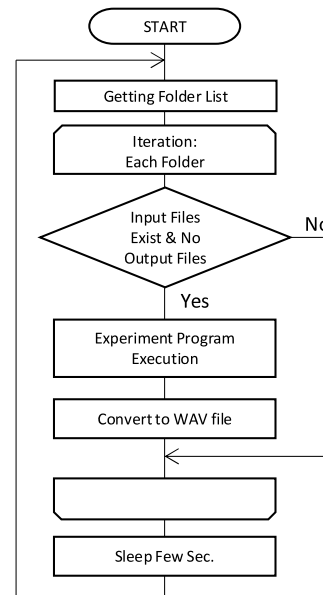 START
Getting Folder List
Iteration:
Each Folder
Input Files
Exist & No
Output Files
No
Yes
Experiment Program
Execution
Convert to WAV file
Sleep Few Sec.